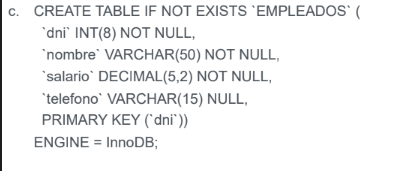 c. CREATE TABLE IF NOT EXISTS `EMPLEADOS` (
`dni` INT(8) NOT NULL,
`nombre` VARCHAR(50) NOT NULL,
`salario` DECIMAL(5,2) NOT NULL,
`telefono` VARCHAR(15) NULL,
PRIMARY KEY (`dni`))
ENGINE = InnoDB;